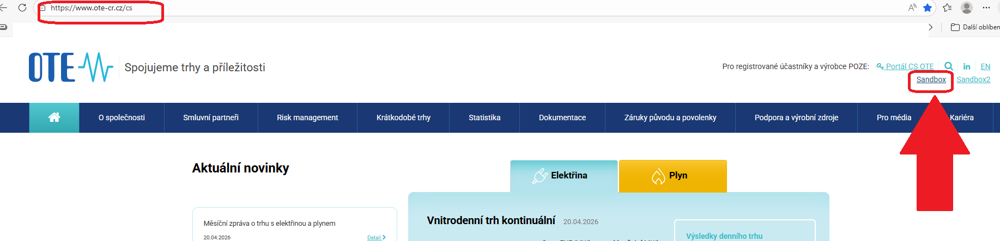 https://www.ote-cr.cz/cs
Další oblíben
OTE
Spojujeme trhy a příležitosti
Pro registrované účastníky a výrobce POZE: Portál CS OTE in EN
Sandbox Sandbox2
O společnosti Smluvní partneři Risk management Krátkodobé trhy Statistika Dokumentace Záruky původu a povolenky Podpora a výrobní zdroje Pro média Kariéra
Aktuální novinky
Elektřina Plyn
Měsíční zpráva o trhu s elektřinou a plynem
20.04.2026 Detail
Vnitrodenní trh kontinuální 20.04.2026
Výsledky denního trhu